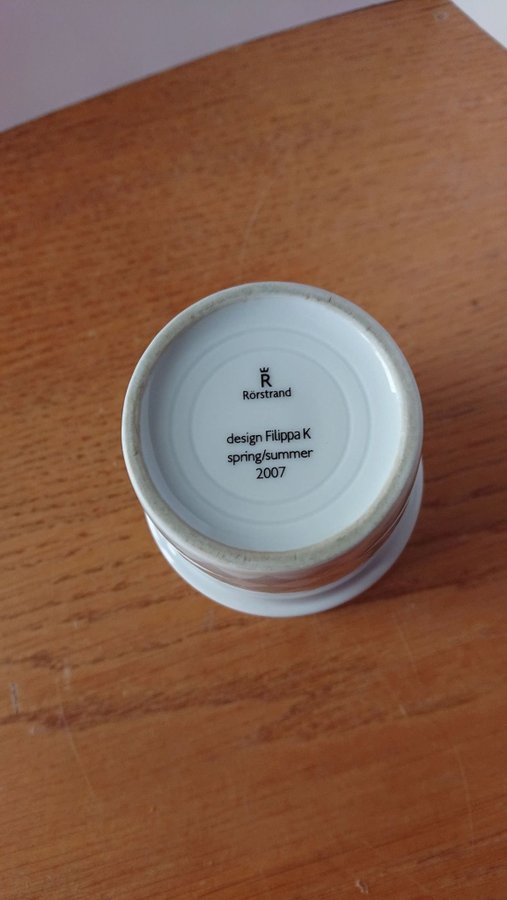 R
Rörstrand
design Filippa K
spring/summer
2007